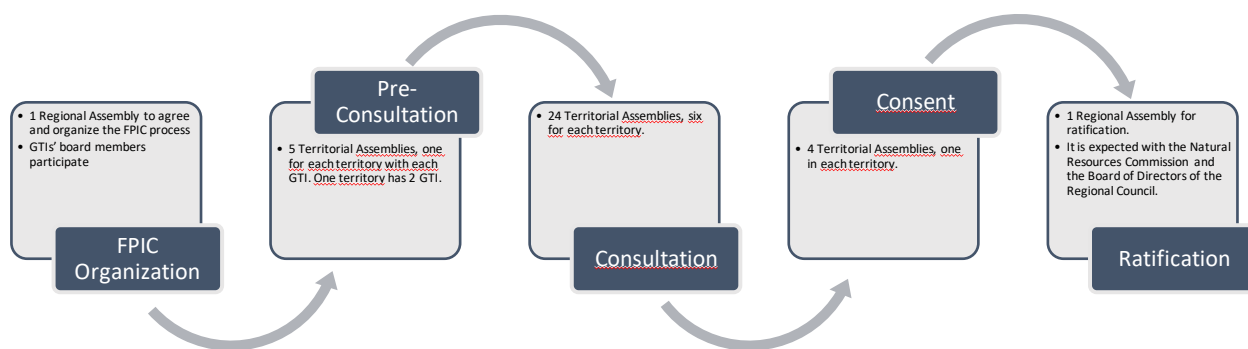 • 1 Regional Assembly to agree
and organize the FPIC process
• GTIs' board members
participate
FPIC
Organization
Pre-
Consultation
• 5 Territorial Assemblies, one
for each territory with each
GTI. One territory has 2 GTI.
• 24 Territorial Assemblies, six
for each territory.
Consultation
Consent
• 4 Territorial Assemblies, one
in each territory.
• 1 Regional Assembly for
ratification.
• It is expected with the Natural
Resources Commission and
the Board of Directors of the
Regional Council.
Ratification